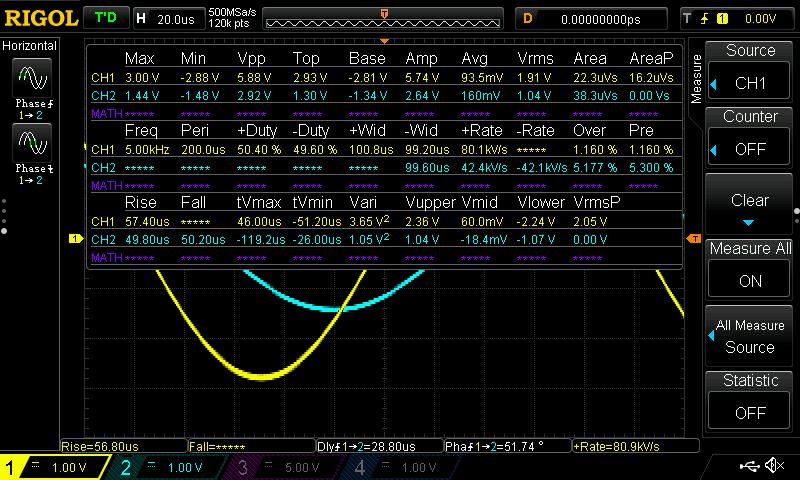 RIGOL T'D H 20.0us 500MSa/s 120k pts D 0.00000000ps T 1 0.00V
Horizontal
Phase
1→2
Phase
1→2
Max Min Vpp Top Base Amp Avg Vrms Area AreaP
CH1 3.00 V -2.88 V 5.88 V 2.93 V -2.81 V 5.74 V 93.5mV 1.91 V 22.3uVs 16.2uVs
CH2 1.44 V -1.48 V 2.92 V 1.30 V -1.34 V 2.64 V 160mV 1.04 V 38.3uVs 0.00 Vs
MATH ***** ***** ***** ***** ***** ***** ***** ***** ***** *****
Freq Peri +Duty -Duty +Wid -Wid +Rate -Rate Over Pre
CH1 5.00kHz 200.0us 50.40 % 49.60 % 100.8us 99.20us 80.1kV/s ***** 1.160 % 1.160 %
CH2 ***** ***** ***** ***** ***** 99.60us 42.4kV/s -42.1kV/s 5.177 % 5.300 %
MATH ***** ***** ***** ***** ***** ***** ***** ***** ***** *****
Rise Fall tVmax tVmin Vari Vupper Vmid Vlower VrmsP
CH1 57.40us ***** 46.00us -51.20us 3.65 V² 2.36 V 60.0mV -2.24 V 2.05 V
CH2 49.80us 50.20us -119.2us -26.00us 1.05 V² 1.04 V -18.4mV -1.07 V 0.00 V
MATH ***** ***** ***** ***** ***** ***** ***** ***** *****
1
T
Measure
Source
CH1
Counter
OFF
Clear
Measure All
ON
All Measure
Source
Statistic
OFF
Rise=56.80us Fall=***** Dly1→2=28.80us Pha1→2=51.74 ° +Rate=80.9kV/s
1 1.00 V 2 1.00 V 3 5.00 V 4 1.00 V